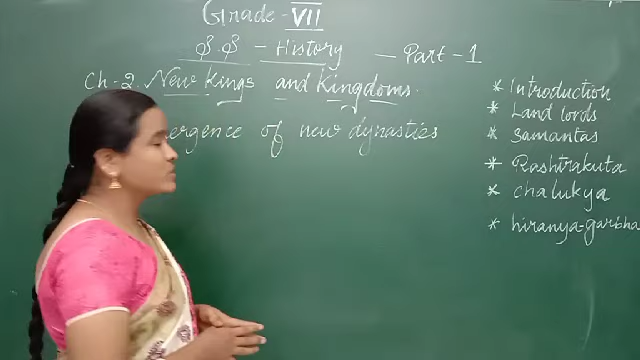 Grade - VII
S.S - History - Part - 1
Ch - 2. New Kings and Kingdoms.
ergence of new dynasties
* Introduction
* Land lords
* Samantas
* Rashtrakuta
* Chalukya
* hiranya-garbha